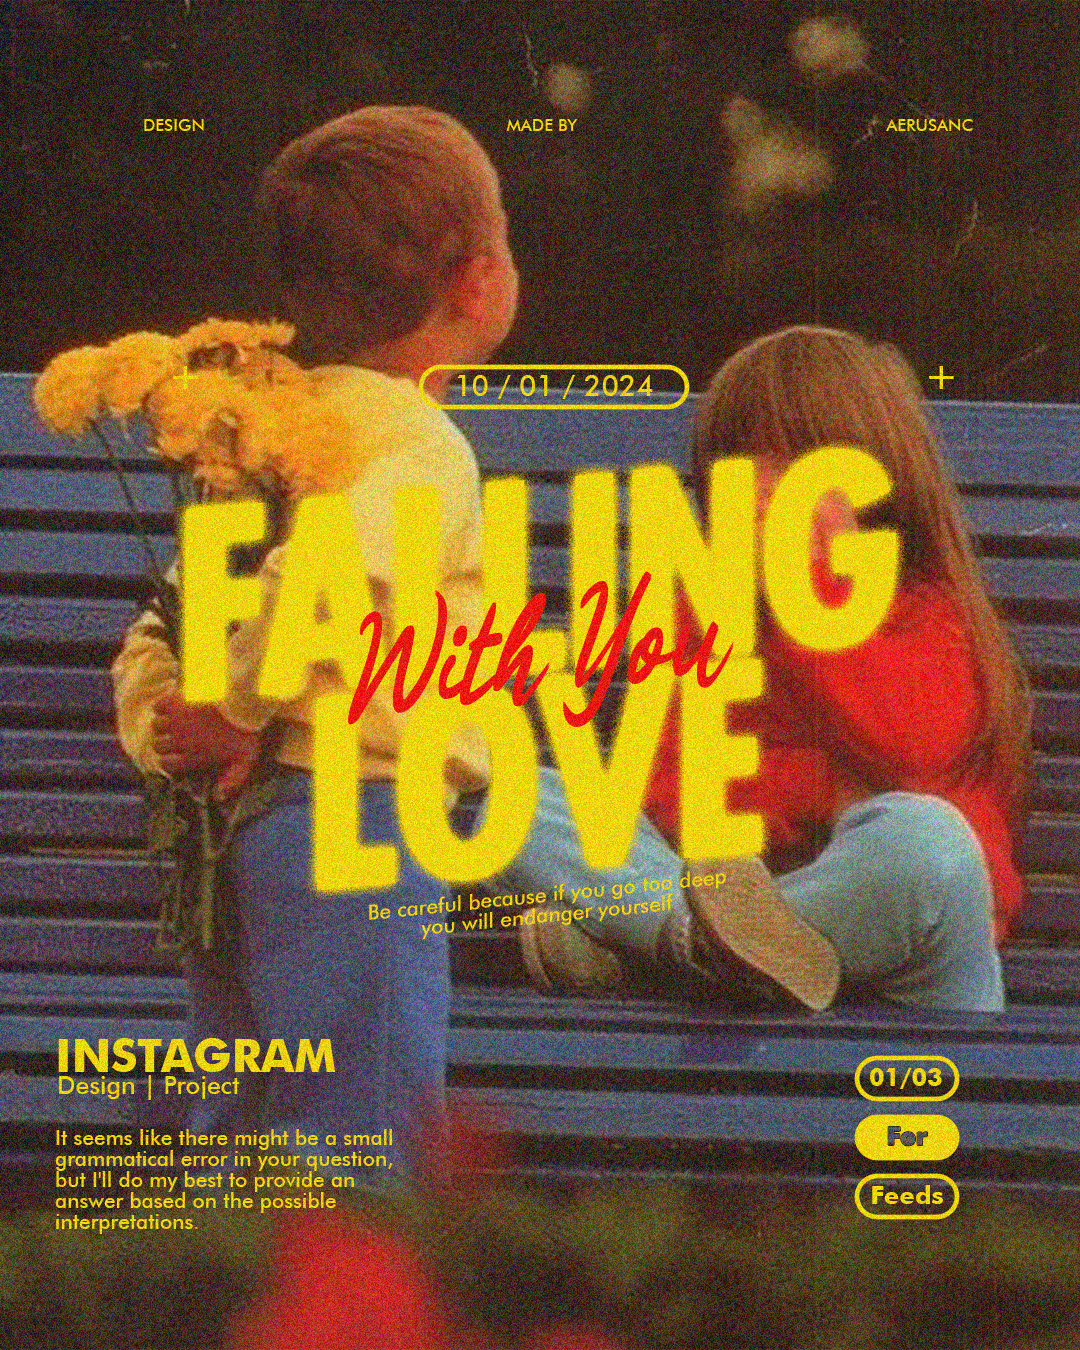 DESIGN MADE BY AERUSANC
10 / 01 / 2024
FALLING
With You
LOVE
Be careful because if you go too deep
you will endanger yourself
INSTAGRAM
Design | Project
It seems like there might be a small
grammatical error in your question,
but I'll do my best to provide an
answer based on the possible
interpretations.
01/03
For
Feeds